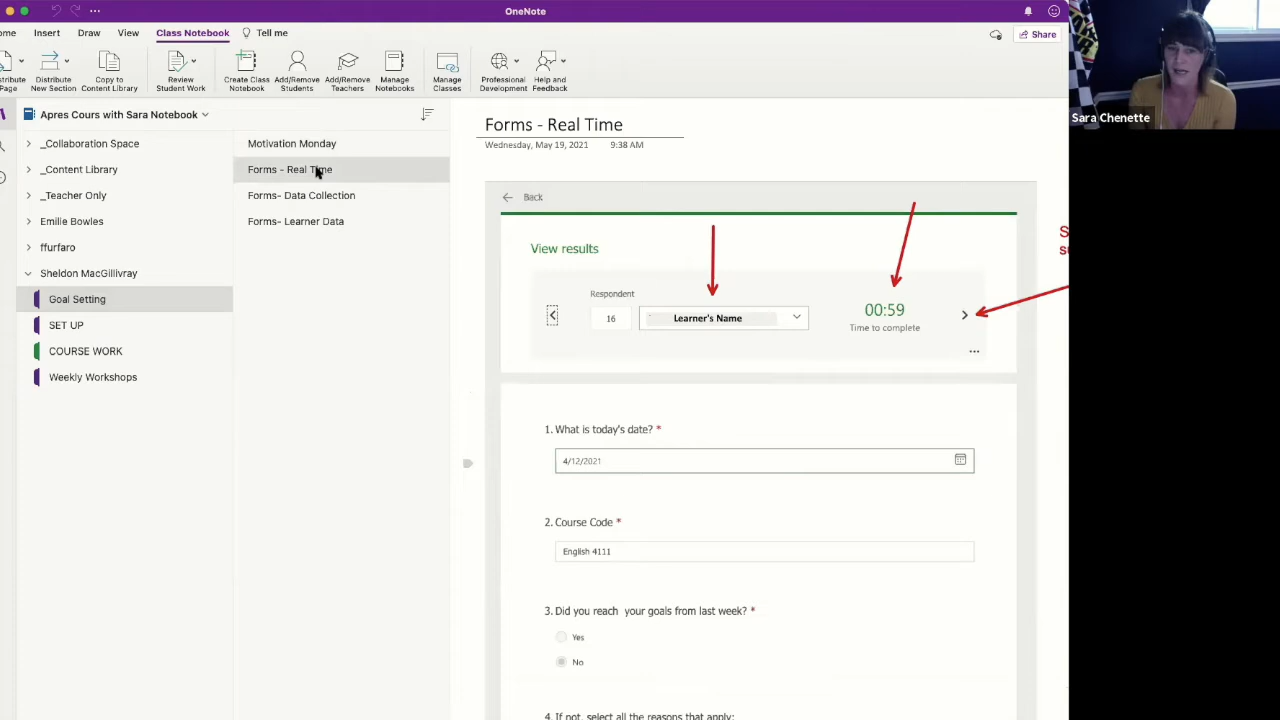 OneNote
ome Insert Draw View Class Notebook Tell me
Share
stribute Page
Distribute New Section
Copy to Content Library
Review Student Work
Create Class Notebook
Add/Remove Students
Add/Remove Teachers
Manage Notebooks
Manage Classes
Professional Development
Help and Feedback
Sara Chenette
Apres Cours with Sara Notebook
_Collaboration Space
_Content Library
_Teacher Only
Emilie Bowles
ffurfaro
Sheldon MacGillivray
Goal Setting
SET UP
COURSE WORK
Weekly Workshops
Motivation Monday
Forms - Real Time
Forms- Data Collection
Forms- Learner Data
Forms - Real Time
Wednesday, May 19, 2021 9:38 AM
Back
View results
Respondent
16
Learner's Name
00:59
Time to complete
1. What is today's date? *
4/12/2021
2. Course Code *
English 4111
3. Did you reach your goals from last week? *
Yes
No
4. If not, select all the reasons that apply: